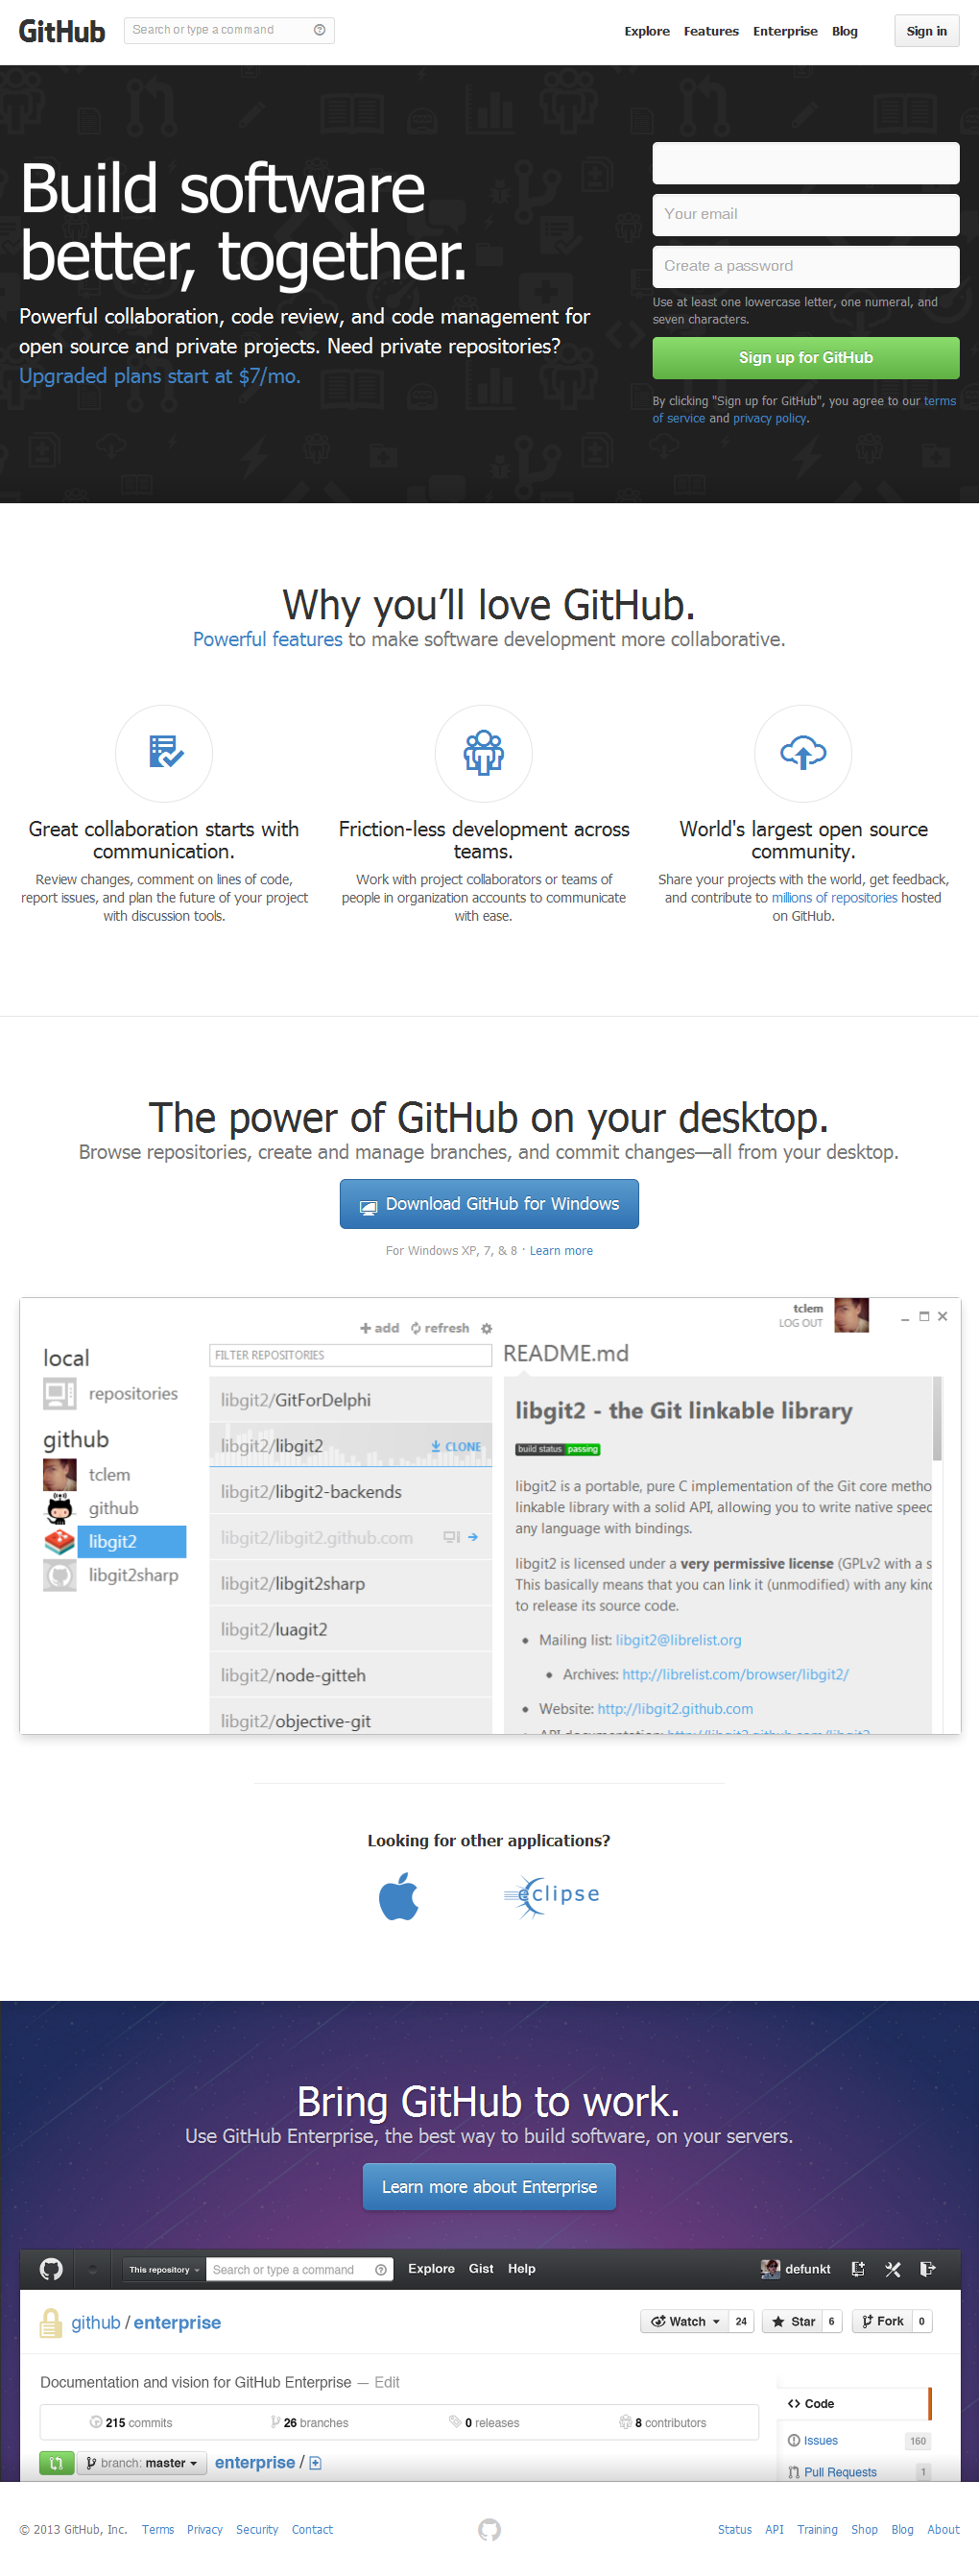 GitHub
Search or type a command
Explore Features Enterprise Blog
Sign in
Build software
better, together.
Powerful collaboration, code review, and code management for
open source and private projects. Need private repositories?
Upgraded plans start at $7/mo.
Your email
Create a password
Use at least one lowercase letter, one numeral, and
seven characters.
Sign up for GitHub
By clicking "Sign up for GitHub", you agree to our terms
of service and privacy policy.
Why you’ll love GitHub.
Powerful features to make software development more collaborative.
Great collaboration starts with
communication.
Review changes, comment on lines of code,
report issues, and plan the future of your project
with discussion tools.
Friction-less development across
teams.
Work with project collaborators or teams of
people in organization accounts to communicate
with ease.
World's largest open source
community.
Share your projects with the world, get feedback,
and contribute to millions of repositories hosted
on GitHub.
The power of GitHub on your desktop.
Browse repositories, create and manage branches, and commit changes—all from your desktop.
Download GitHub for Windows
For Windows XP, 7, & 8 · Learn more
tclem
LOG OUT
add refresh
local
repositories
github
tclem
github
libgit2
libgit2sharp
FILTER REPOSITORIES
libgit2/GitForDelphi
libgit2/libgit2 CLONE
libgit2/libgit2-backends
libgit2/libgit2.github.com
libgit2/libgit2sharp
libgit2/luagit2
libgit2/node-gitteh
libgit2/objective-git
README.md
libgit2 - the Git linkable library
build status passing
libgit2 is a portable, pure C implementation of the Git core metho
linkable library with a solid API, allowing you to write native speed
any language with bindings.
libgit2 is licensed under a very permissive license (GPLv2 with a s
This basically means that you can link it (unmodified) with any kind
to release its source code.
• Mailing list: libgit2@librelist.org
• Archives: http://librelist.com/browser/libgit2/
• Website: http://libgit2.github.com
• API documentation: http://libgit2.github.com/libgit2
Looking for other applications?
eclipse
Bring GitHub to work.
Use GitHub Enterprise, the best way to build software, on your servers.
Learn more about Enterprise
This repository Search or type a command Explore Gist Help defunkt
github / enterprise
Watch 24 Star 6 Fork 0
Documentation and vision for GitHub Enterprise — Edit
215 commits 26 branches 0 releases 8 contributors
branch: master enterprise /
Code
Issues 160
Pull Requests 1
© 2013 GitHub, Inc. Terms Privacy Security Contact
Status API Training Shop Blog About